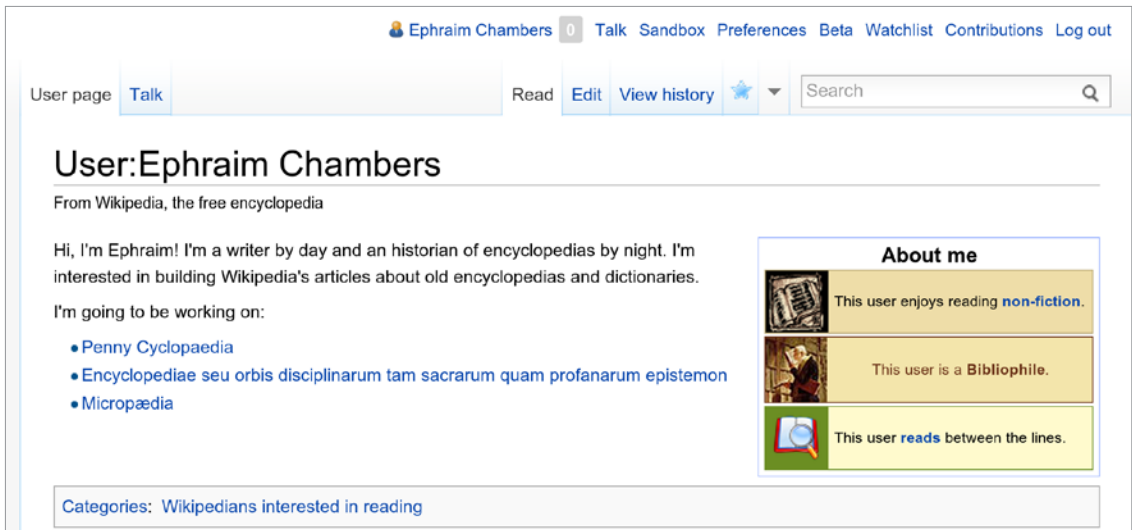 Ephraim Chambers 0 Talk Sandbox Preferences Beta Watchlist Contributions Log out
User page Talk Read Edit View history Search
User:Ephraim Chambers
From Wikipedia, the free encyclopedia
Hi, I'm Ephraim! I'm a writer by day and an historian of encyclopedias by night. I'm
interested in building Wikipedia's articles about old encyclopedias and dictionaries.
I'm going to be working on:
• Penny Cyclopaedia
• Encyclopediae seu orbis disciplinarum tam sacrarum quam profanarum epistemon
• Micropædia
About me
This user enjoys reading non-fiction.
This user is a Bibliophile.
This user reads between the lines.
Categories: Wikipedians interested in reading